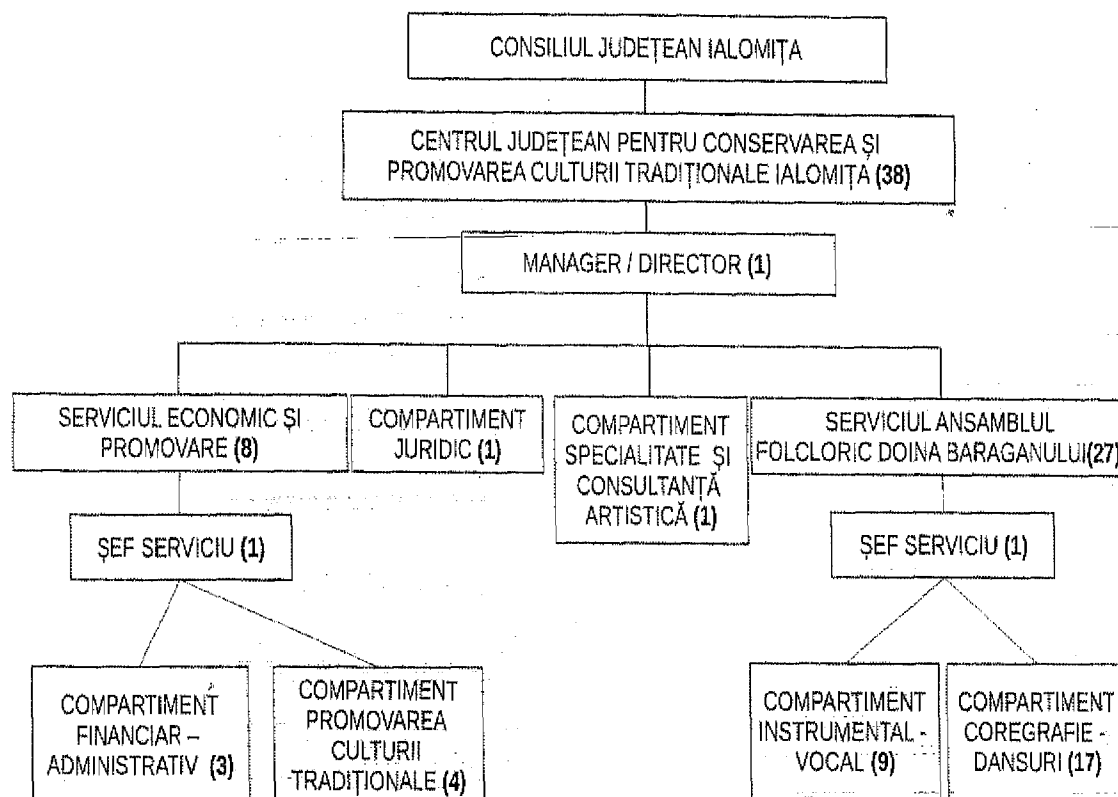 CONSILIUL JUDEȚEAN IALOMIȚA
CENTRUL JUDEȚEAN PENTRU CONSERVAREA ȘI
PROMOVAREA CULTURII TRADIȚIONALE IALOMIȚA (38)
MANAGER / DIRECTOR (1)
SERVICIUL ECONOMIC ȘI
PROMOVARE (8)
COMPARTIMENT
JURIDIC (1)
COMPARTIMENT
SPECIALITATE ȘI
CONSULTANȚĂ
ARTISTICĂ (1)
SERVICIUL ANSAMBLUL
FOLCLORIC DOINA BARAGANULUI(27)
ȘEF SERVICIU (1)
ȘEF SERVICIU (1)
COMPARTIMENT
FINANCIAR –
ADMINISTRATIV (3)
COMPARTIMENT
PROMOVAREA
CULTURII
TRADIȚIONALE (4)
COMPARTIMENT
INSTRUMENTAL -
VOCAL (9)
COMPARTIMENT
COREGRAFIE -
DANSURI (17)